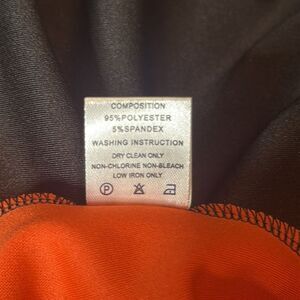 COMPOSITION
95%POLYESTER
5%SPANDEX
WASHING INSTRUCTION
DRY CLEAN ONLY
NON-CHLORINE NON-BLEACH
LOW IRON ONLY
P